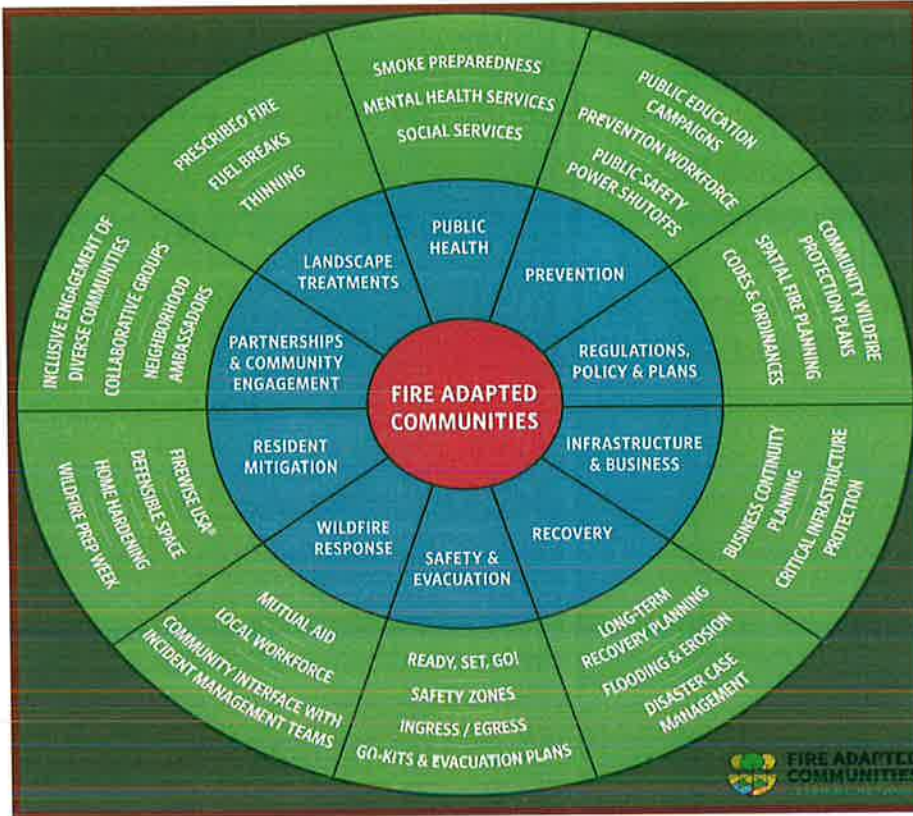 FIRE ADAPTED
COMMUNITIES
PUBLIC
HEALTH
PREVENTION
REGULATIONS,
POLICY & PLANS
INFRASTRUCTURE
& BUSINESS
RECOVERY
SAFETY &
EVACUATION
WILDFIRE
RESPONSE
RESIDENT
MITIGATION
PARTNERSHIPS
& COMMUNITY
ENGAGEMENT
LANDSCAPE
TREATMENTS
SMOKE PREPAREDNESS
MENTAL HEALTH SERVICES
SOCIAL SERVICES
PUBLIC EDUCATION
CAMPAIGNS
PREVENTION WORKFORCE
PUBLIC SAFETY
POWER SHUTOFFS
COMMUNITY WILDFIRE
PROTECTION PLANS
SPATIAL FIRE PLANNING
CODES & ORDINANCES
BUSINESS CONTINUITY
PLANNING
CRITICAL INFRASTRUCTURE
PROTECTION
LONG-TERM
RECOVERY PLANNING
FLOODING & EROSION
DISASTER CASE
MANAGEMENT
READY, SET, GO!
SAFETY ZONES
INGRESS / EGRESS
GO-KITS & EVACUATION PLANS
MUTUAL AID
LOCAL WORKFORCE
COMMUNITY INTERFACE WITH
INCIDENT MANAGEMENT TEAMS
FIREWISE USA®
DEFENSIBLE SPACE
HOME HARDENING
WILDFIRE PREP WEEK
INCLUSIVE ENGAGEMENT OF
DIVERSE COMMUNITIES
COLLABORATIVE GROUPS
NEIGHBORHOOD
AMBASSADORS
PRESCRIBED FIRE
FUEL BREAKS
THINNING
FIRE ADAPTED
COMMUNITIES